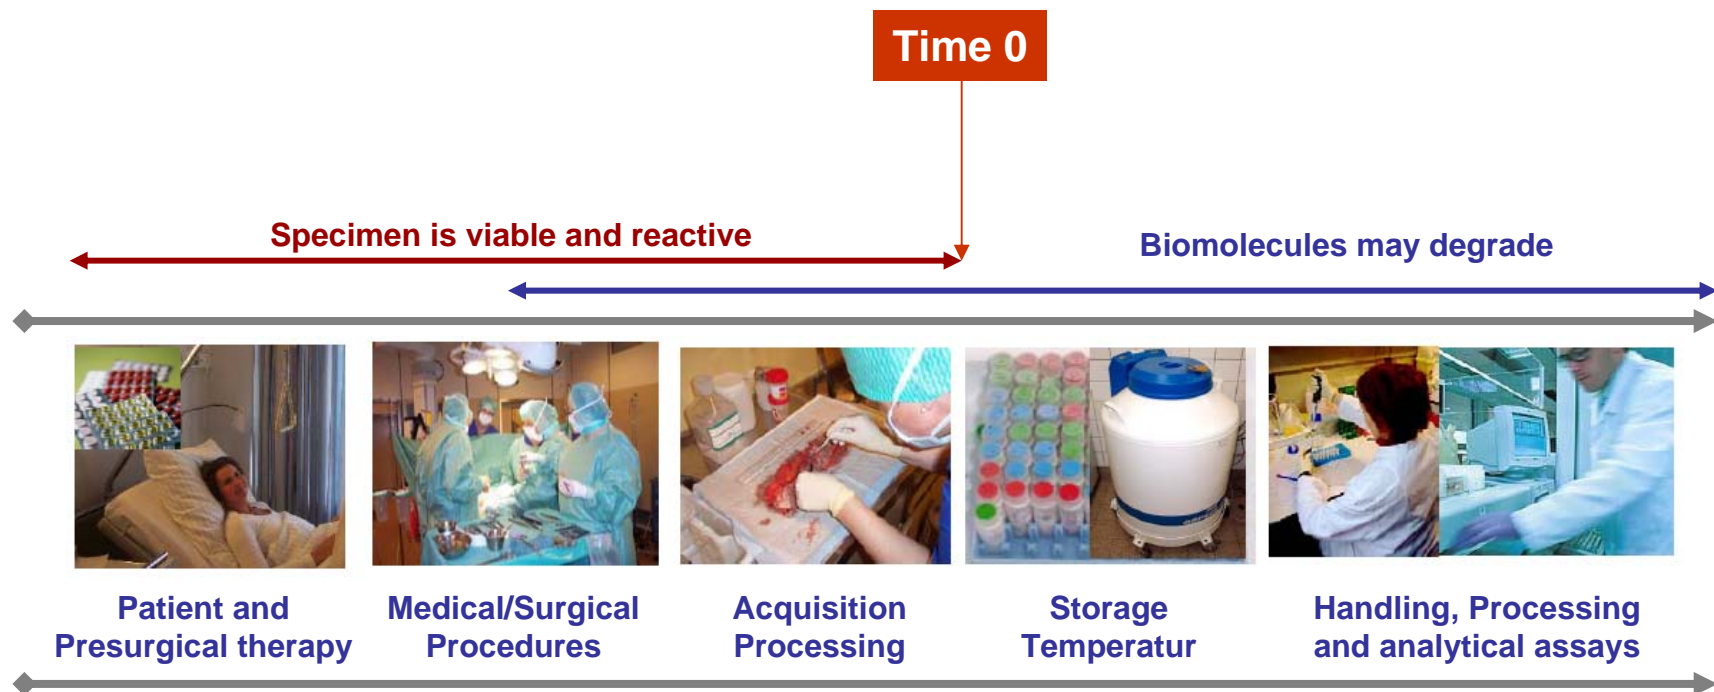 Time 0
Specimen is viable and reactive
Biomolecules may degrade
Patient and
Presurgical therapy
Medical/Surgical
Procedures
Acquisition
Processing
Storage
Temperatur
Handling, Processing
and analytical assays